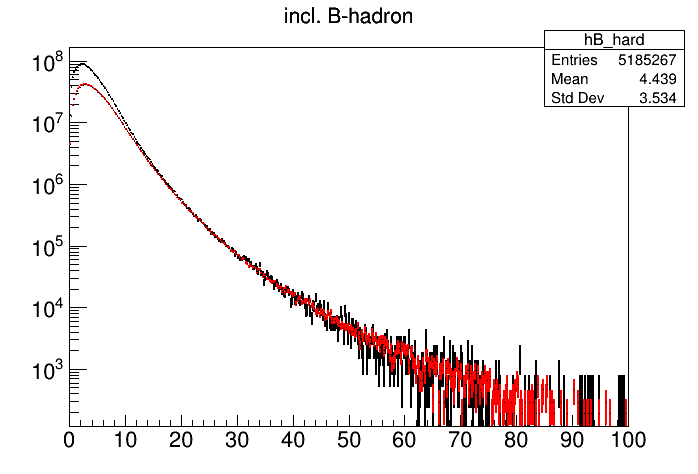 incl. B-hadron
hB_hard
Entries 5185267
Mean 4.439
Std Dev 3.534
10^8
10^7
10^6
10^5
10^4
10^3
0 10 20 30 40 50 60 70 80 90 100